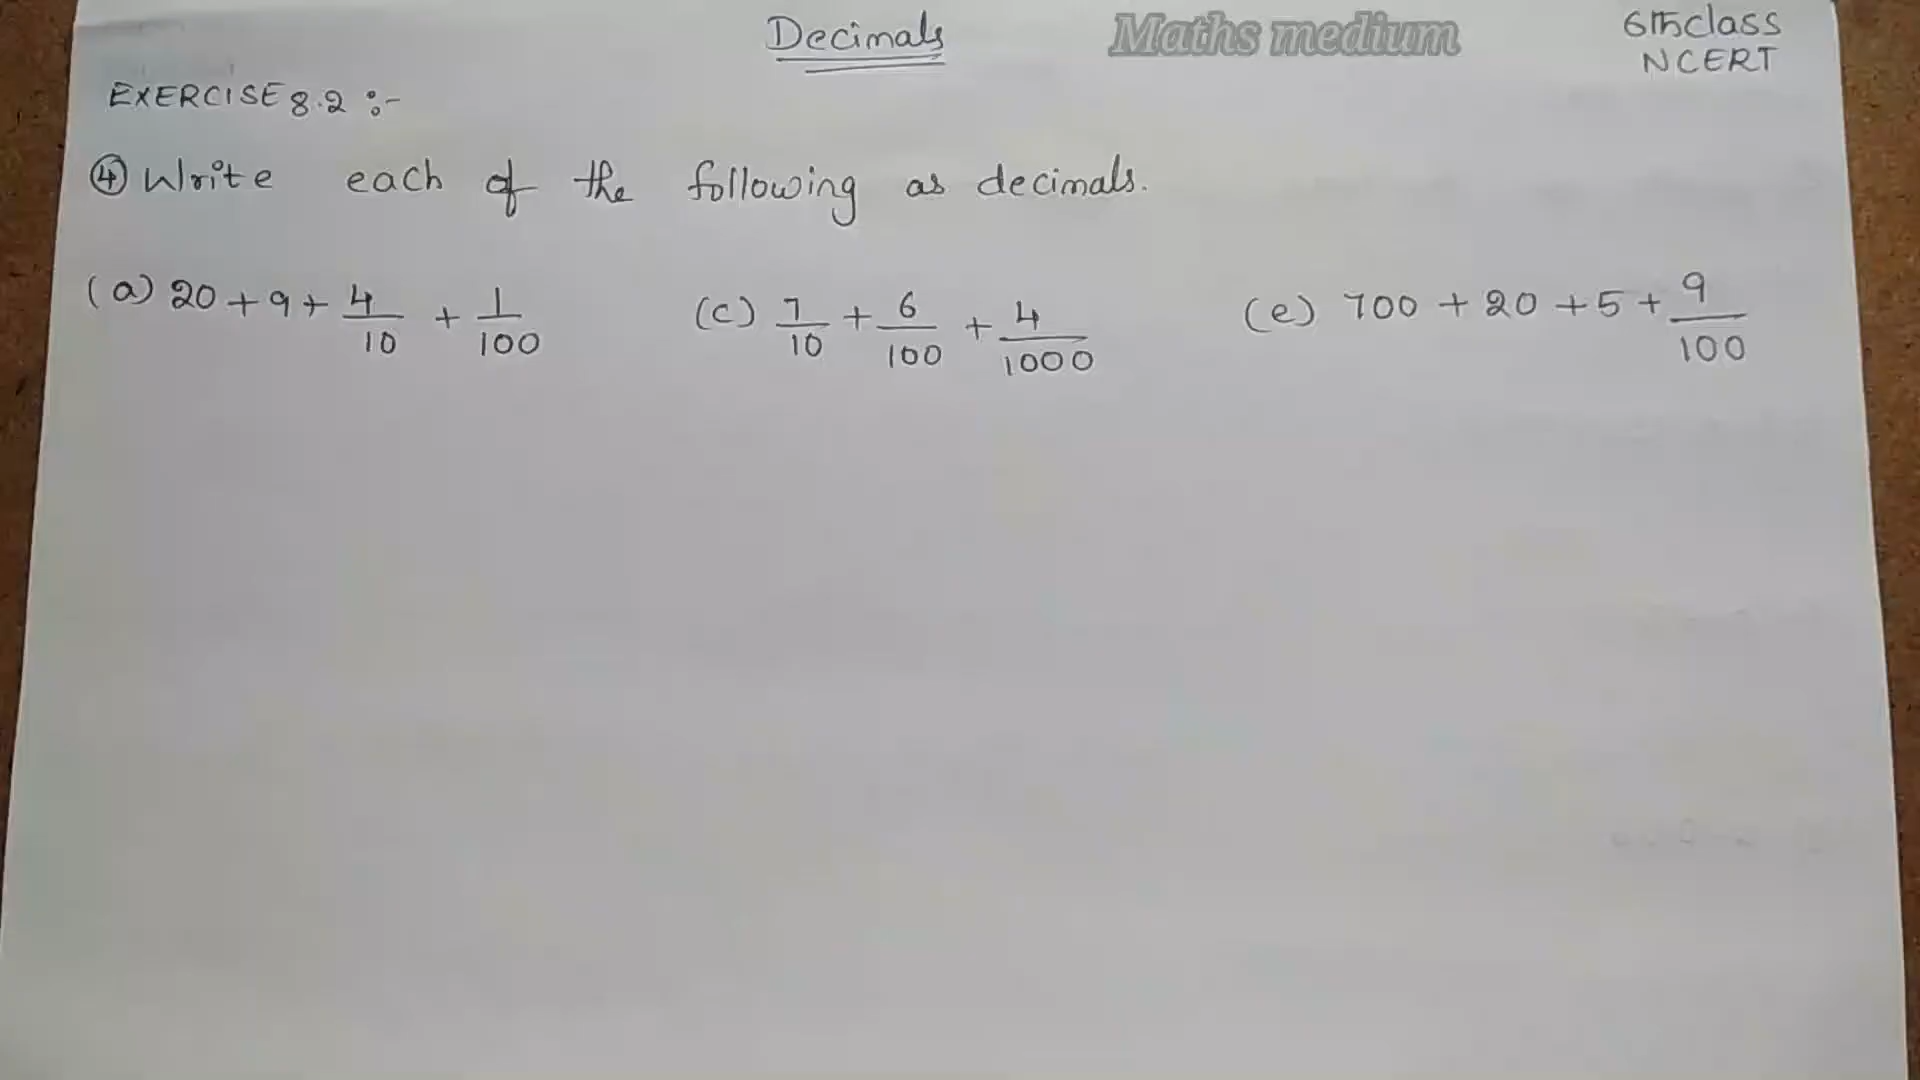 Decimals Maths medium 6th class
NCERT
EXERCISE 8.2 :-
④ Write each of the following as decimals.
(a) 20 + 9 + 4/10 + 1/100 (c) 7/10 + 6/100 + 4/1000 (e) 700 + 20 + 5 + 9/100